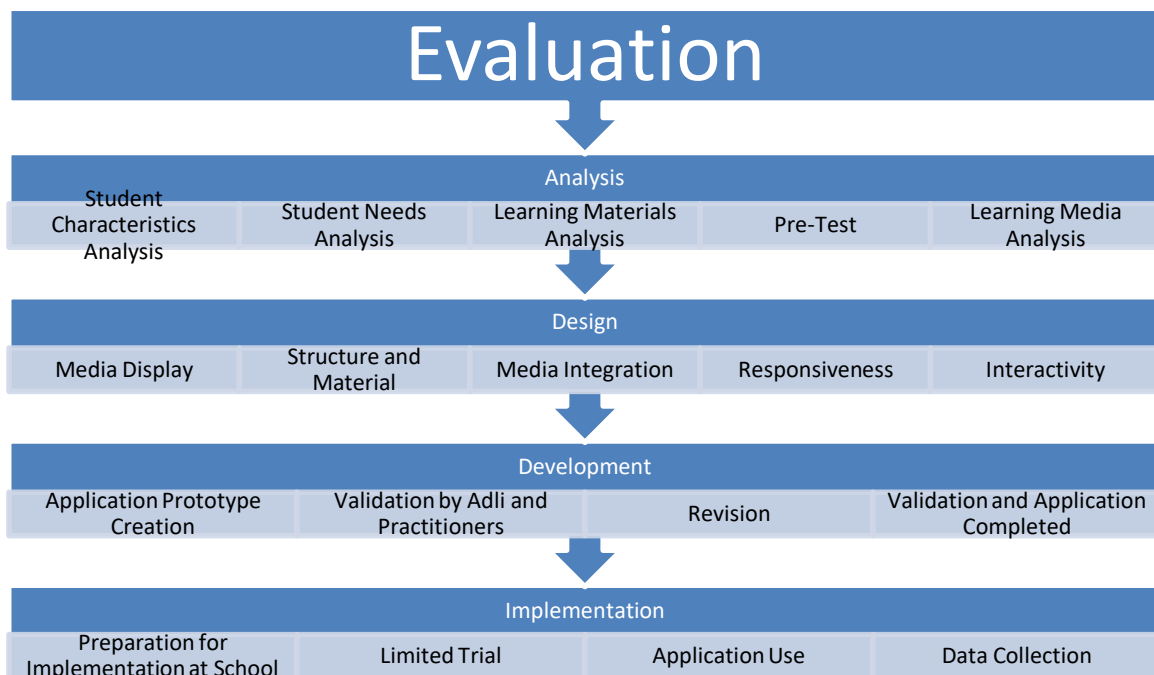 Evaluation
Analysis
Student
Characteristics
Analysis
Student Needs
Analysis
Learning Materials
Analysis
Pre-Test
Learning Media
Analysis
Design
Media Display
Structure and
Material
Media Integration
Responsiveness
Interactivity
Development
Application Prototype
Creation
Validation by Adli and
Practitioners
Revision
Validation and Application
Completed
Implementation
Preparation for
Implementation at School
Limited Trial
Application Use
Data Collection